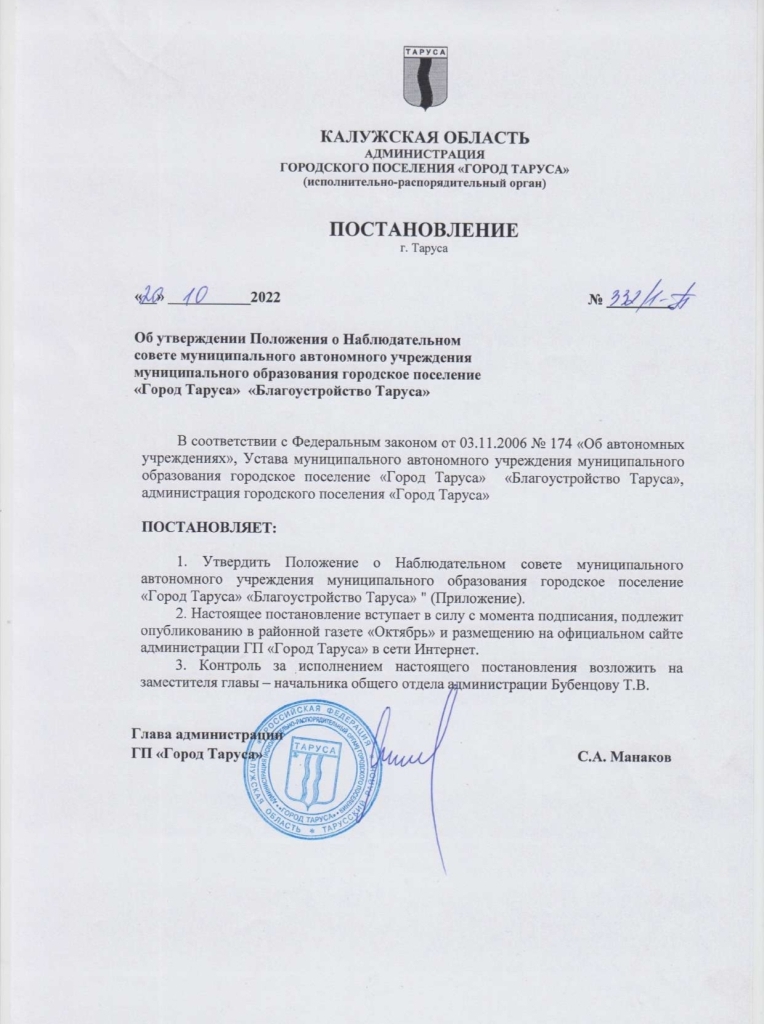 ТАРУСА
КАЛУЖСКАЯ ОБЛАСТЬ
АДМИНИСТРАЦИЯ
ГОРОДСКОГО ПОСЕЛЕНИЯ «ГОРОД ТАРУСА»
(исполнительно-распорядительный орган)
ПОСТАНОВЛЕНИЕ
г. Таруса
«20» 10 2022 № 332/1-П
Об утверждении Положения о Наблюдательном
совете муниципального автономного учреждения
муниципального образования городское поселение
«Город Таруса» «Благоустройство Таруса»
В соответствии с Федеральным законом от 03.11.2006 № 174 «Об автономных
учреждениях», Устава муниципального автономного учреждения муниципального
образования городское поселение «Город Таруса» «Благоустройство Таруса»,
администрация городского поселения «Город Таруса»
ПОСТАНОВЛЯЕТ:
1. Утвердить Положение о Наблюдательном совете муниципального
автономного учреждения муниципального образования городское поселение
«Город Таруса» «Благоустройство Таруса» " (Приложение).
2. Настоящее постановление вступает в силу с момента подписания, подлежит
опубликованию в районной газете «Октябрь» и размещению на официальном сайте
администрации ГП «Город Таруса» в сети Интернет.
3. Контроль за исполнением настоящего постановления возложить на
заместителя главы – начальника общего отдела администрации Бубенцову Т.В.
Глава администрации
ГП «Город Таруса» С.А. Манаков
РОССИЙСКАЯ ФЕДЕРАЦИЯ
КАЛУЖСКАЯ ОБЛАСТЬ * ТАРУССКИЙ РАЙОН
«ГОРОД ТАРУСА»
ТАРУСА